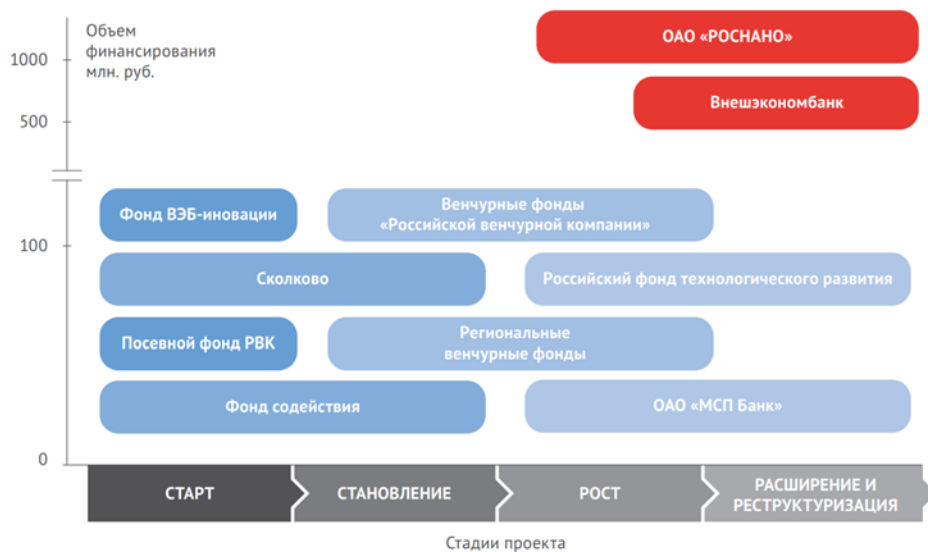 Объем
финансирования
млн. руб.
ОАО «РОСНАНО»
1000
Внешэкономбанк
500
Фонд ВЭБ-иновации
Венчурные фонды
«Российской венчурной компании»
100
Сколково
Российский фонд технологического развития
Посевной фонд РВК
Региональные
венчурные фонды
Фонд содействия
ОАО «МСП Банк»
0
СТАРТ
СТАНОВЛЕНИЕ
РОСТ
РАСШИРЕНИЕ И
РЕСТРУКТУРИЗАЦИЯ
Стадии проекта